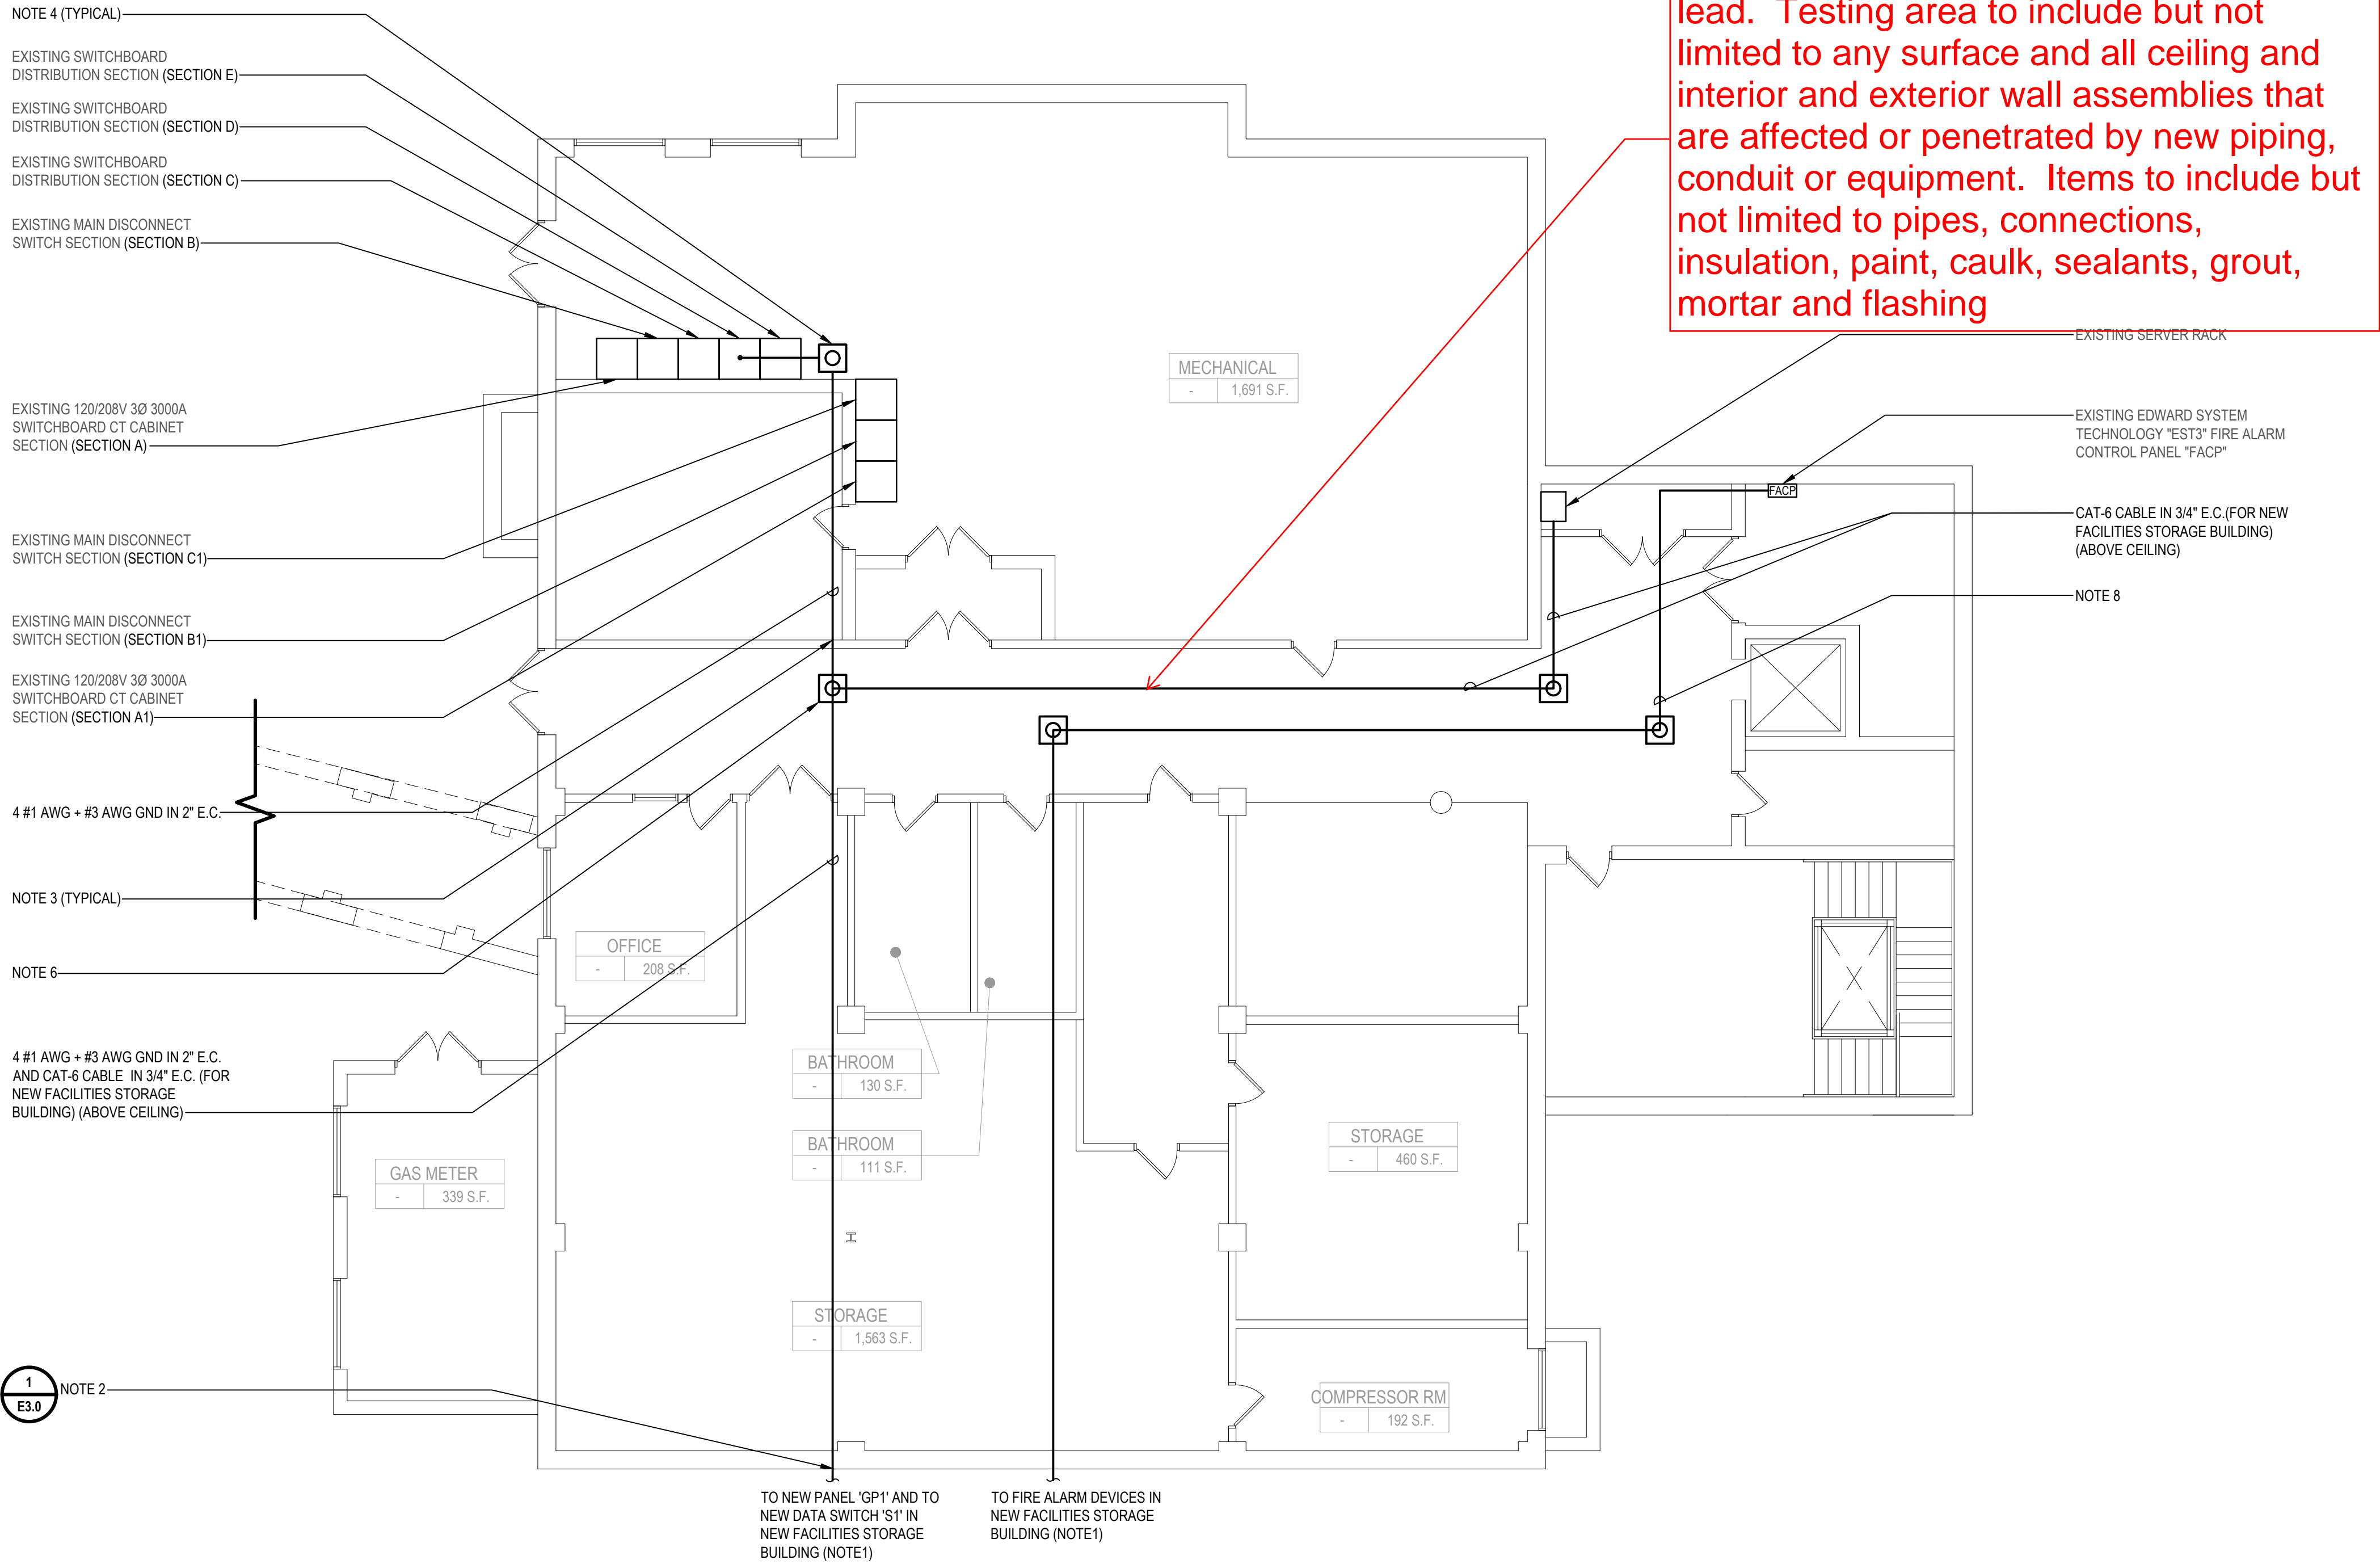 NOTE 4 (TYPICAL)
EXISTING SWITCHBOARD
DISTRIBUTION SECTION (SECTION E)
EXISTING SWITCHBOARD
DISTRIBUTION SECTION (SECTION D)
EXISTING SWITCHBOARD
DISTRIBUTION SECTION (SECTION C)
EXISTING MAIN DISCONNECT
SWITCH SECTION (SECTION B)
EXISTING 120/208V 3Ø 3000A
SWITCHBOARD CT CABINET
SECTION (SECTION A)
EXISTING MAIN DISCONNECT
SWITCH SECTION (SECTION C1)
EXISTING MAIN DISCONNECT
SWITCH SECTION (SECTION B1)
EXISTING 120/208V 3Ø 3000A
SWITCHBOARD CT CABINET
SECTION (SECTION A1)
4 #1 AWG + #3 AWG GND IN 2" E.C.
NOTE 3 (TYPICAL)
NOTE 6
4 #1 AWG + #3 AWG GND IN 2" E.C.
AND CAT-6 CABLE IN 3/4" E.C. (FOR
NEW FACILITIES STORAGE
BUILDING) (ABOVE CEILING)
1
E3.0
NOTE 2
lead. Testing area to include but not
limited to any surface and all ceiling and
interior and exterior wall assemblies that
are affected or penetrated by new piping,
conduit or equipment. Items to include but
not limited to pipes, connections,
insulation, paint, caulk, sealants, grout,
mortar and flashing
EXISTING SERVER RACK
EXISTING EDWARD SYSTEM
TECHNOLOGY "EST3" FIRE ALARM
CONTROL PANEL "FACP"
CAT-6 CABLE IN 3/4" E.C.(FOR NEW
FACILITIES STORAGE BUILDING)
(ABOVE CEILING)
NOTE 8
FACP
MECHANICAL
- 1,691 S.F.
OFFICE
- 208 S.F.
BATHROOM
- 130 S.F.
BATHROOM
- 111 S.F.
GAS METER
- 339 S.F.
STORAGE
- 460 S.F.
STORAGE
- 1,563 S.F.
COMPRESSOR RM
- 192 S.F.
TO NEW PANEL 'GP1' AND TO
NEW DATA SWITCH 'S1' IN
NEW FACILITIES STORAGE
BUILDING (NOTE1)
TO FIRE ALARM DEVICES IN
NEW FACILITIES STORAGE
BUILDING (NOTE1)